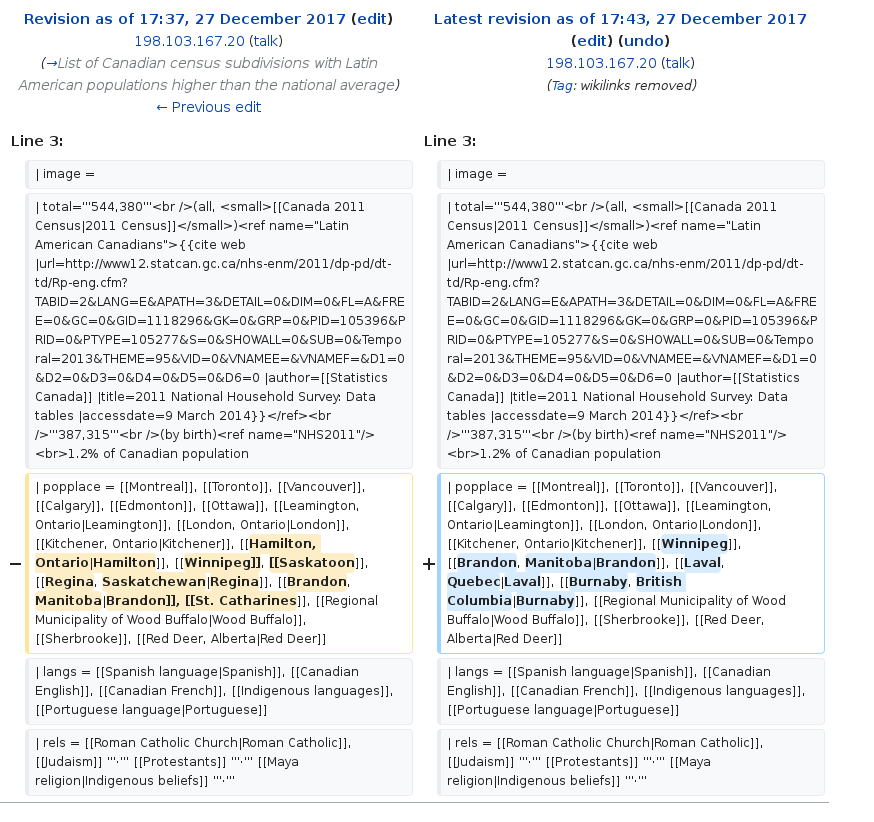 Revision as of 17:37, 27 December 2017 (edit)
198.103.167.20 (talk)
(→List of Canadian census subdivisions with Latin
American populations higher than the national average)
← Previous edit
Latest revision as of 17:43, 27 December 2017
(edit) (undo)
198.103.167.20 (talk)
(Tag: wikilinks removed)
Line 3:
Line 3:
| image =
| image =
| total='''544,380'''<br />(all, <small>[[Canada 2011
Census|2011 Census]]</small>)<ref name="Latin
American Canadians">{{cite web
|url=http://www12.statcan.gc.ca/nhs-enm/2011/dp-pd/dt-
td/Rp-eng.cfm?
TABID=2&LANG=E&APATH=3&DETAIL=0&DIM=0&FL=A&FRE
E=0&GC=0&GID=1118296&GK=0&GRP=0&PID=105396&P
RID=0&PTYPE=105277&S=0&SHOWALL=0&SUB=0&Tempo
ral=2013&THEME=95&VID=0&VNAMEE=&VNAMEF=&D1=0
&D2=0&D3=0&D4=0&D5=0&D6=0 |author=[[Statistics
Canada]] |title=2011 National Household Survey: Data
tables |accessdate=9 March 2014}}</ref><br
/>'''387,315'''<br />(by birth)<ref name="NHS2011"/>
<br>1.2% of Canadian population
| total='''544,380'''<br />(all, <small>[[Canada 2011
Census|2011 Census]]</small>)<ref name="Latin
American Canadians">{{cite web
|url=http://www12.statcan.gc.ca/nhs-enm/2011/dp-pd/dt-
td/Rp-eng.cfm?
TABID=2&LANG=E&APATH=3&DETAIL=0&DIM=0&FL=A&FRE
E=0&GC=0&GID=1118296&GK=0&GRP=0&PID=105396&P
RID=0&PTYPE=105277&S=0&SHOWALL=0&SUB=0&Tempo
ral=2013&THEME=95&VID=0&VNAMEE=&VNAMEF=&D1=0
&D2=0&D3=0&D4=0&D5=0&D6=0 |author=[[Statistics
Canada]] |title=2011 National Household Survey: Data
tables |accessdate=9 March 2014}}</ref><br
/>'''387,315'''<br />(by birth)<ref name="NHS2011"/>
<br>1.2% of Canadian population
−
| popplace = [[Montreal]], [[Toronto]], [[Vancouver]],
[[Calgary]], [[Edmonton]], [[Ottawa]], [[Leamington,
Ontario|Leamington]], [[London, Ontario|London]],
[[Kitchener, Ontario|Kitchener]], [[Hamilton,
Ontario|Hamilton]], [[Winnipeg]], [[Saskatoon]],
[[Regina, Saskatchewan|Regina]], [[Brandon,
Manitoba|Brandon]], [[St. Catharines]], [[Regional
Municipality of Wood Buffalo|Wood Buffalo]],
[[Sherbrooke]], [[Red Deer, Alberta|Red Deer]]
+
| popplace = [[Montreal]], [[Toronto]], [[Vancouver]],
[[Calgary]], [[Edmonton]], [[Ottawa]], [[Leamington,
Ontario|Leamington]], [[London, Ontario|London]],
[[Kitchener, Ontario|Kitchener]], [[Winnipeg]],
[[Brandon, Manitoba|Brandon]], [[Laval,
Quebec|Laval]], [[Burnaby, British
Columbia|Burnaby]], [[Regional Municipality of Wood
Buffalo|Wood Buffalo]], [[Sherbrooke]], [[Red Deer,
Alberta|Red Deer]]
| langs = [[Spanish language|Spanish]], [[Canadian
English]], [[Canadian French]], [[Indigenous languages]],
[[Portuguese language|Portuguese]]
| langs = [[Spanish language|Spanish]], [[Canadian
English]], [[Canadian French]], [[Indigenous languages]],
[[Portuguese language|Portuguese]]
| rels = [[Roman Catholic Church|Roman Catholic]],
[[Judaism]] '''·''' [[Protestants]] '''·''' [[Maya
religion|Indigenous beliefs]] '''·'''
| rels = [[Roman Catholic Church|Roman Catholic]],
[[Judaism]] '''·''' [[Protestants]] '''·''' [[Maya
religion|Indigenous beliefs]] '''·'''